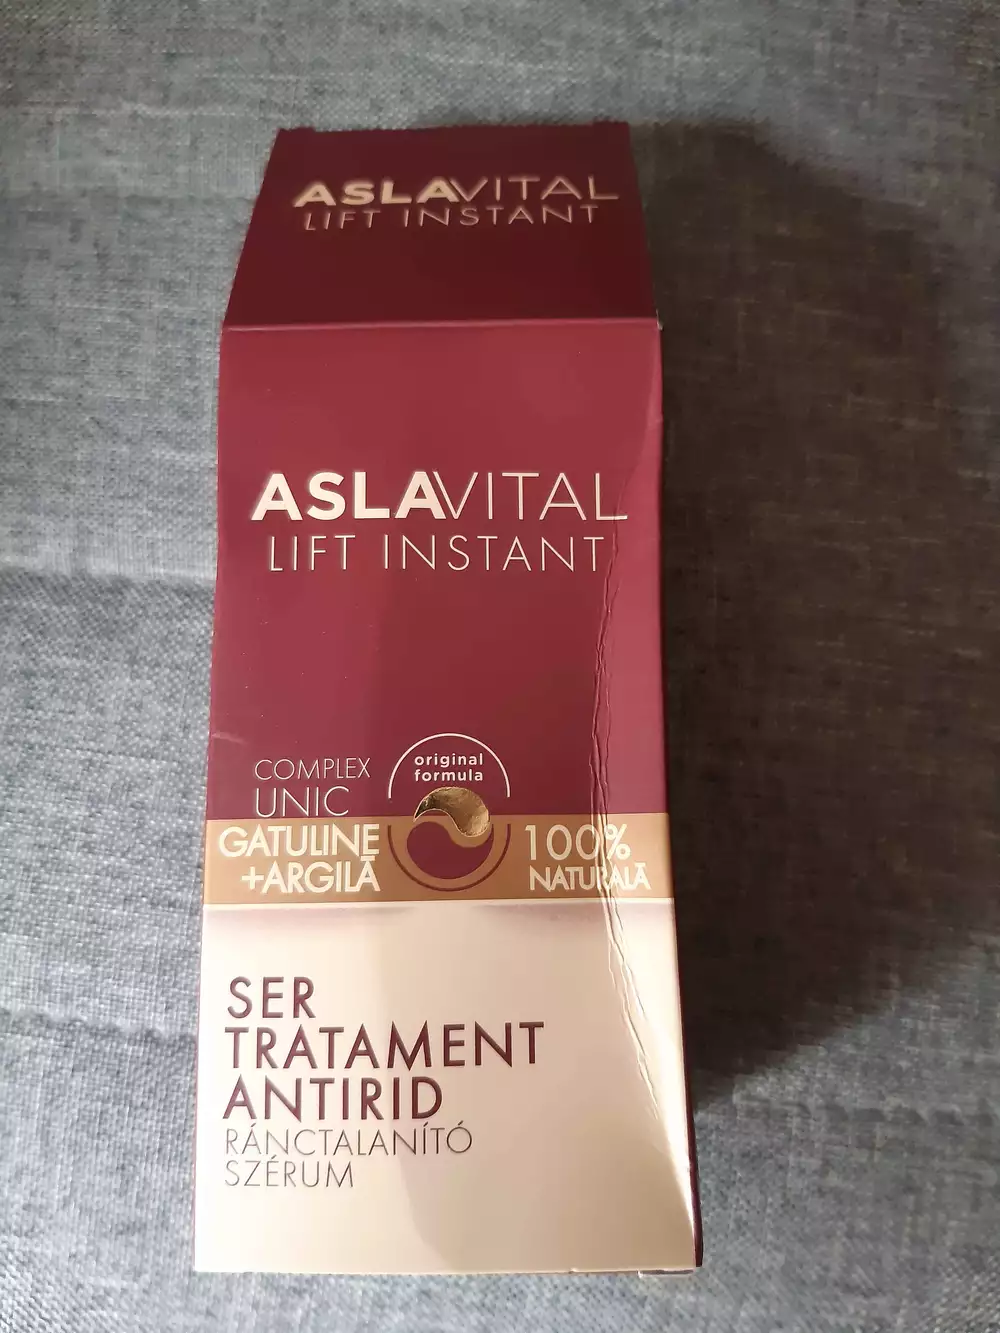 ASLAVITAL
LIFT INSTANT
ASLAVITAL
LIFT INSTANT
COMPLEX
UNIC
GATULINE
+ARGILĂ
original
formula
100%
NATURALĂ
SER
TRATAMENT
ANTIRID
RÁNCTALANÍTÓ
SZÉRUM